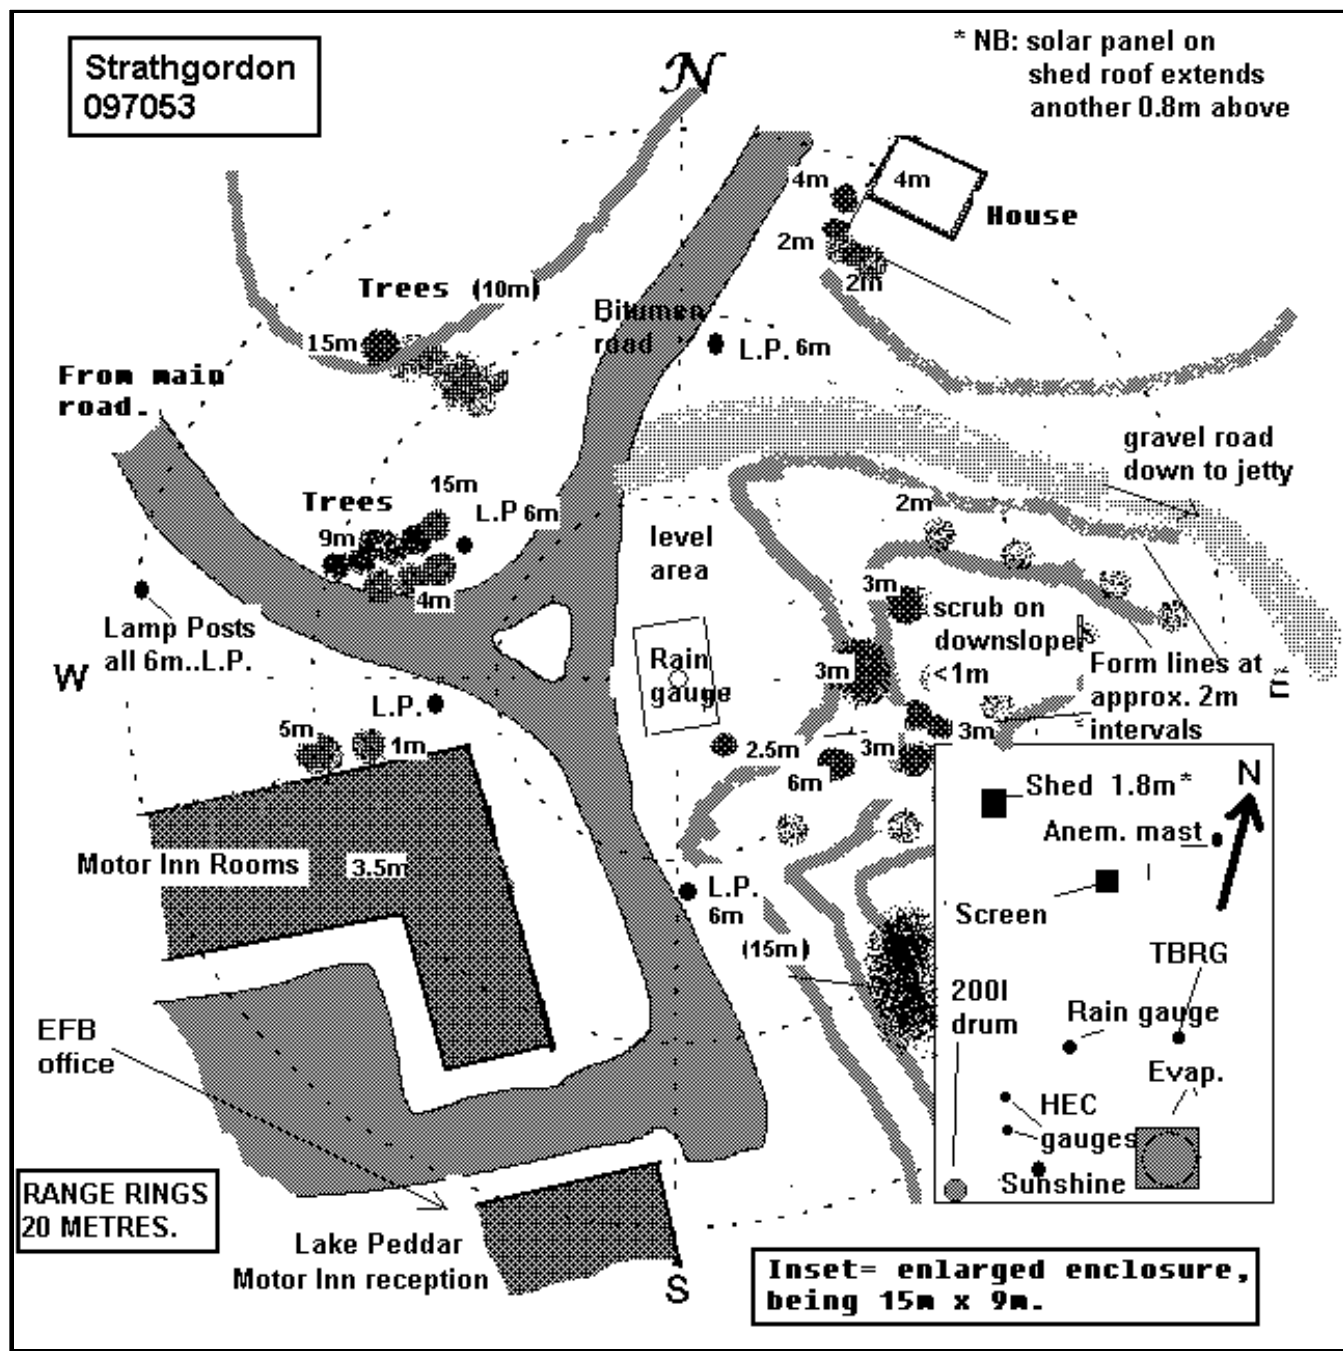 Strathgordon
097053
N
* NB: solar panel on
shed roof extends
another 0.8m above
4m
4m
House
2m
2m
Trees (10m)
15m
Bitumen
road
L.P. 6m
From main
road.
gravel road
down to jetty
Trees
15m
L.P 6m
9m
4m
2m
level
area
3m
scrub on
downslope
<1m
Lamp Posts
all 6m..L.P.
W
Rain
gauge
3m
Form lines at
approx. 2m
intervals
E
L.P.
5m
1m
2.5m
3m
3m
6m
Motor Inn Rooms
3.5m
L.P.
6m
(15m)
Shed 1.8m*
N
Anem. mast
Screen
TBRG
200l
drum
Rain gauge
Evap.
HEC
gauges
Sunshine
EFB
office
RANGE RINGS
20 METRES.
Lake Peddar
Motor Inn reception
S
Inset= enlarged enclosure,
being 15m x 9m.